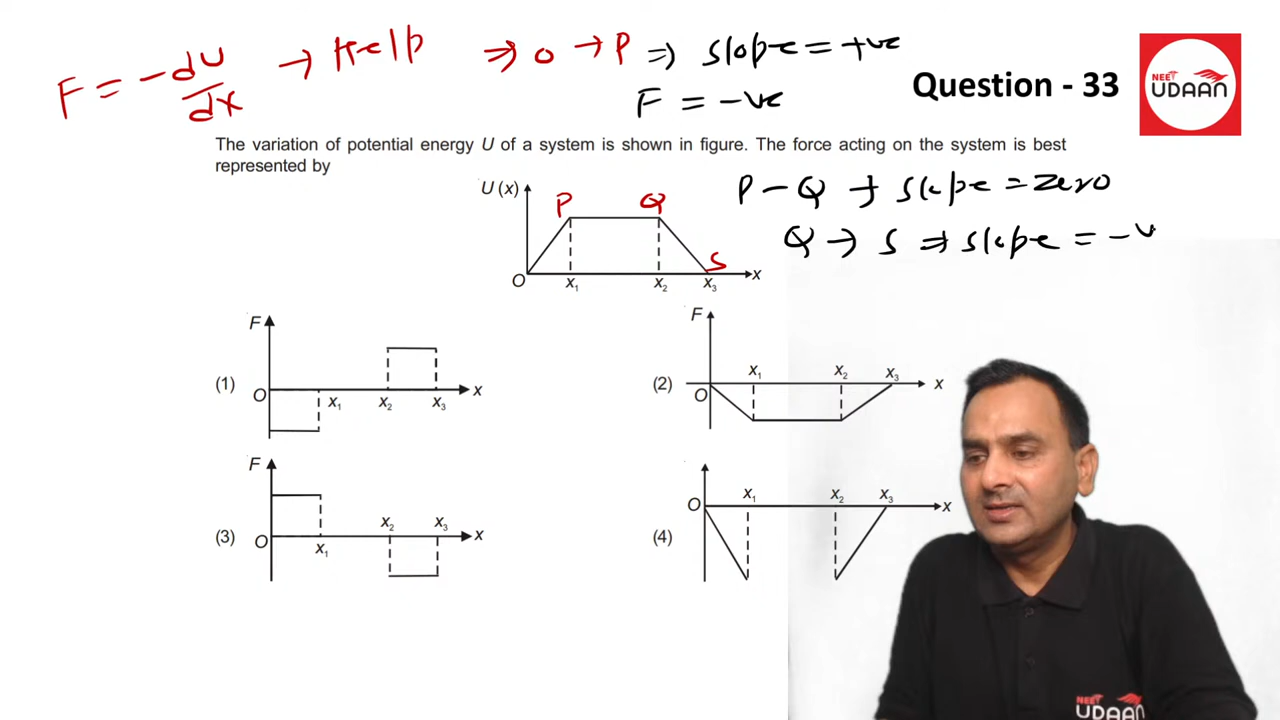 F = -dU/dx → Help ⇒ O → P ⇒ slope = +ve
F = -ve
Question - 33
NEET
UDAAN
The variation of potential energy U of a system is shown in figure. The force acting on the system is best
represented by
P - Q → slope = zero
Q → S ⇒ slope = -v
U (x)
P Q
S
O x₁ x₂ x₃ x
(1) F O x₁ x₂ x₃ x
(2) F O x₁ x₂ x₃ x
(3) F O x₁ x₂ x₃ x
(4) O x₁ x₂ x₃ x
NEET
UDAAN